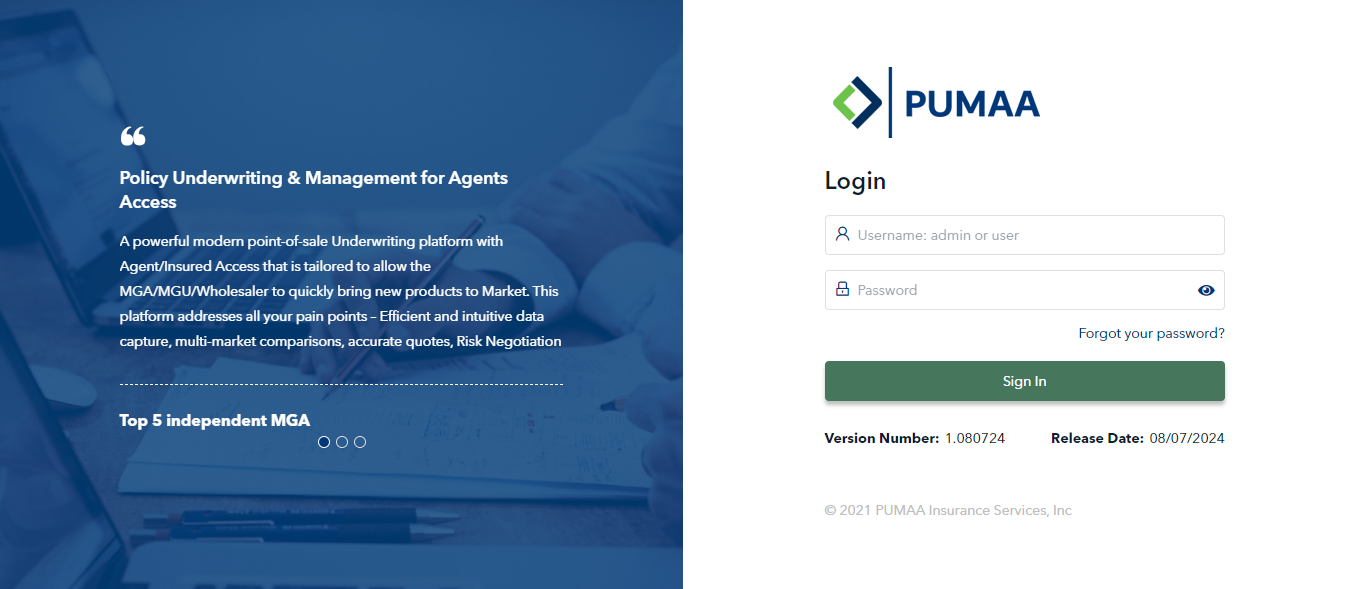 ❝
Policy Underwriting & Management for Agents
Access
A powerful modern point-of-sale Underwriting platform with
Agent/Insured Access that is tailored to allow the
MGA/MGU/Wholesaler to quickly bring new products to Market. This
platform addresses all your pain points – Efficient and intuitive data
capture, multi-market comparisons, accurate quotes, Risk Negotiation
Top 5 independent MGA
PUMAA
Login
Username: admin or user
Password
Forgot your password?
Sign In
Version Number: 1.080724 Release Date: 08/07/2024
© 2021 PUMAA Insurance Services, Inc